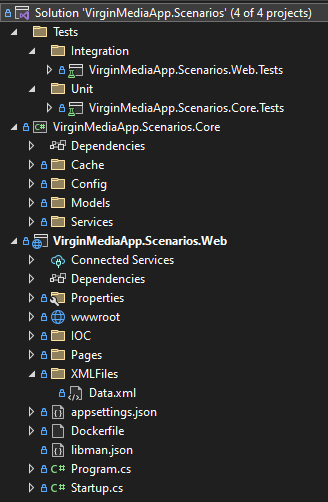 Solution 'VirginMediaApp.Scenarios' (4 of 4 projects)
Tests
Integration
VirginMediaApp.Scenarios.Web.Tests
Unit
VirginMediaApp.Scenarios.Core.Tests
VirginMediaApp.Scenarios.Core
Dependencies
Cache
Config
Models
Services
VirginMediaApp.Scenarios.Web
Connected Services
Dependencies
Properties
wwwroot
IOC
Pages
XMLFiles
Data.xml
appsettings.json
Dockerfile
libman.json
C# Program.cs
C# Startup.cs